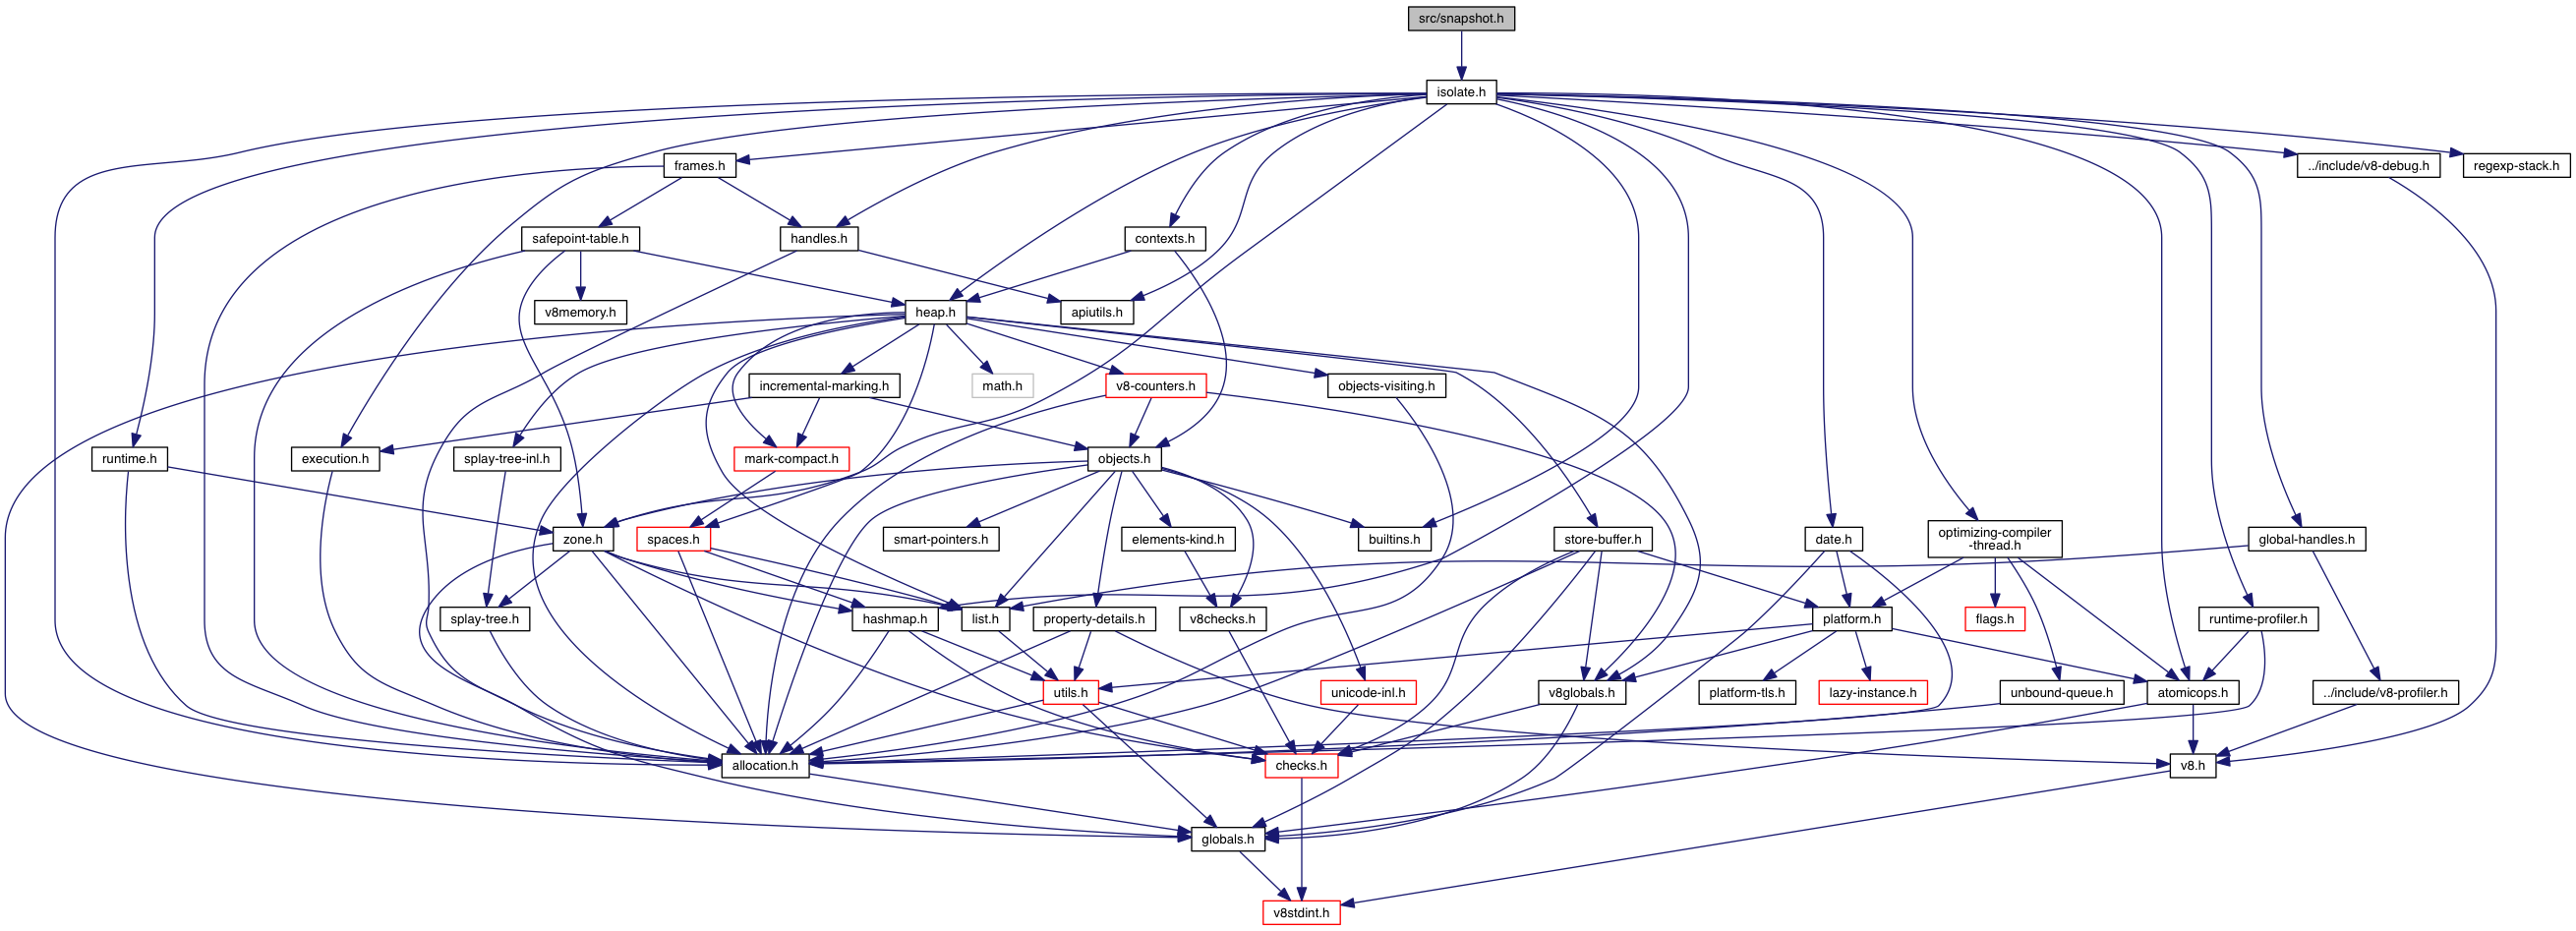 src/snapshot.h
isolate.h
frames.h
../include/v8-debug.h
regexp-stack.h
safepoint-table.h
handles.h
contexts.h
v8memory.h
heap.h
apiutils.h
incremental-marking.h
math.h
v8-counters.h
objects-visiting.h
runtime.h
execution.h
splay-tree-inl.h
mark-compact.h
objects.h
zone.h
spaces.h
smart-pointers.h
elements-kind.h
builtins.h
store-buffer.h
date.h
optimizing-compiler
-thread.h
global-handles.h
splay-tree.h
hashmap.h
list.h
property-details.h
v8checks.h
platform.h
flags.h
runtime-profiler.h
utils.h
unicode-inl.h
v8globals.h
platform-tls.h
lazy-instance.h
unbound-queue.h
atomicops.h
../include/v8-profiler.h
allocation.h
checks.h
v8.h
globals.h
v8stdint.h